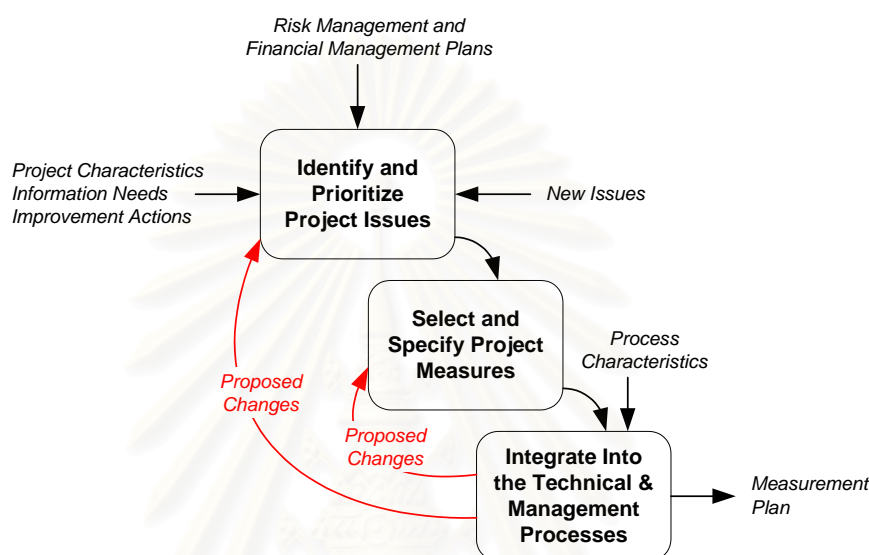 Risk Management and
Financial Management Plans
Identify and
Prioritize
Project Issues
Project Characteristics
Information Needs
Improvement Actions
New Issues
Select and
Specify Project
Measures
Process
Characteristics
Proposed
Changes
Proposed
Changes
Integrate Into
the Technical &
Management
Processes
Measurement
Plan